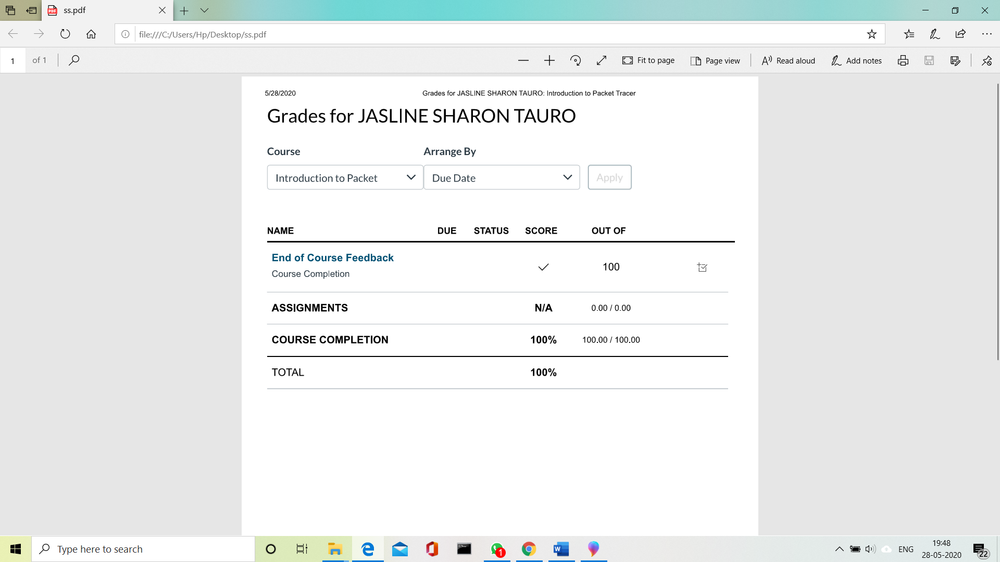 ss.pdf
file:///C:/Users/Hp/Desktop/ss.pdf
1 of 1 Fit to page Page view Read aloud Add notes
5/28/2020 Grades for JASLINE SHARON TAURO: Introduction to Packet Tracer
Grades for JASLINE SHARON TAURO
Course Arrange By
Introduction to Packet Due Date Apply
NAME DUE STATUS SCORE OUT OF
End of Course Feedback
Course Completion
100
ASSIGNMENTS N/A 0.00 / 0.00
COURSE COMPLETION 100% 100.00 / 100.00
TOTAL 100%
Type here to search
1
ENG
19:48
28-05-2020
22